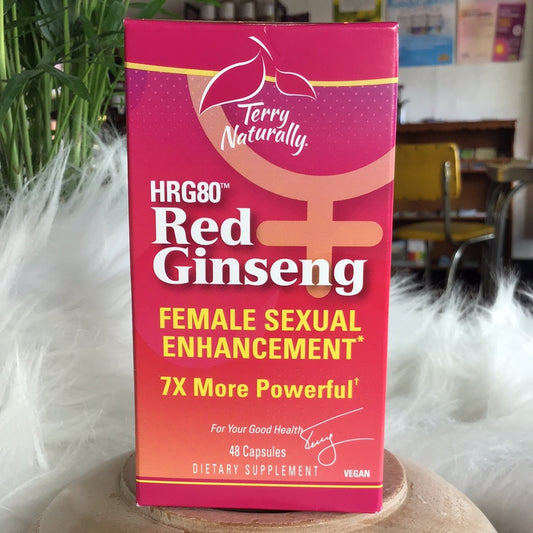 Terry
Naturally®
HRG80™
Red
Ginseng
FEMALE SEXUAL
ENHANCEMENT*
7X More Powerful†
For Your Good Health
Terry
48 Capsules
DIETARY SUPPLEMENT
VEGAN